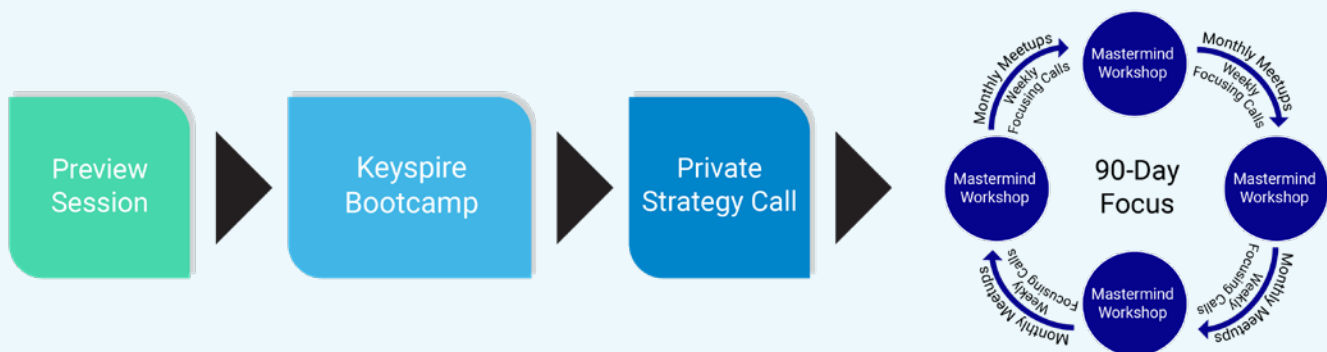 Preview
Session
Keyspire
Bootcamp
Private
Strategy Call
Mastermind
Workshop
Monthly Meetups
Weekly
Focusing Calls
Mastermind
Workshop
Monthly Meetups
Weekly
Focusing Calls
Mastermind
Workshop
Monthly Meetups
Weekly
Focusing Calls
Mastermind
Workshop
Monthly Meetups
Weekly
Focusing Calls
90-Day
Focus